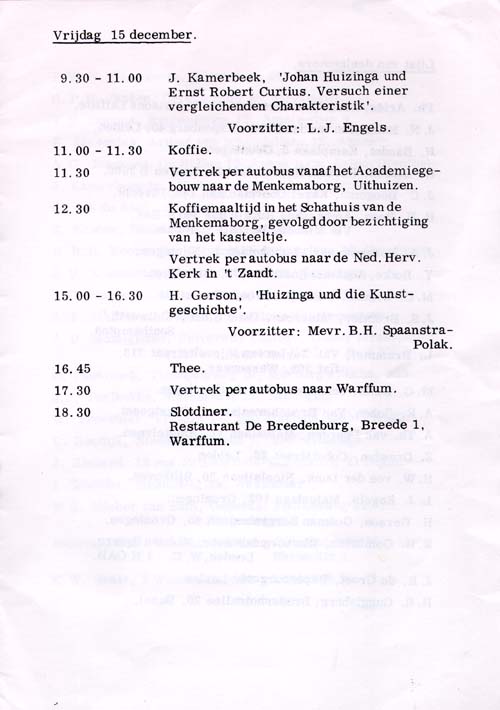 Vrijdag 15 december.
9.30 - 11.00 J. Kamerbeek, 'Johan Huizinga und
Ernst Robert Curtius. Versuch einer
vergleichenden Charakteristik'.
Voorzitter: L.J. Engels.
11.00 - 11.30 Koffie.
11.30 Vertrek per autobus vanaf het Academiege-
bouw naar de Menkemaborg, Uithuizen.
12.30 Koffiemaaltijd in het Schathuis van de
Menkemaborg, gevolgd door bezichtiging
van het kasteeltje.
Vertrek per autobus naar de Ned. Herv.
Kerk in 't Zandt.
15.00 - 16.30 H. Gerson, 'Huizinga und die Kunst-
geschichte'.
Voorzitter: Mevr. B.H. Spaanstra-
Polak.
16.45 Thee.
17.30 Vertrek per autobus naar Warffum.
18.30 Slotdiner.
Restaurant De Breedenburg, Breede 1,
Warffum.